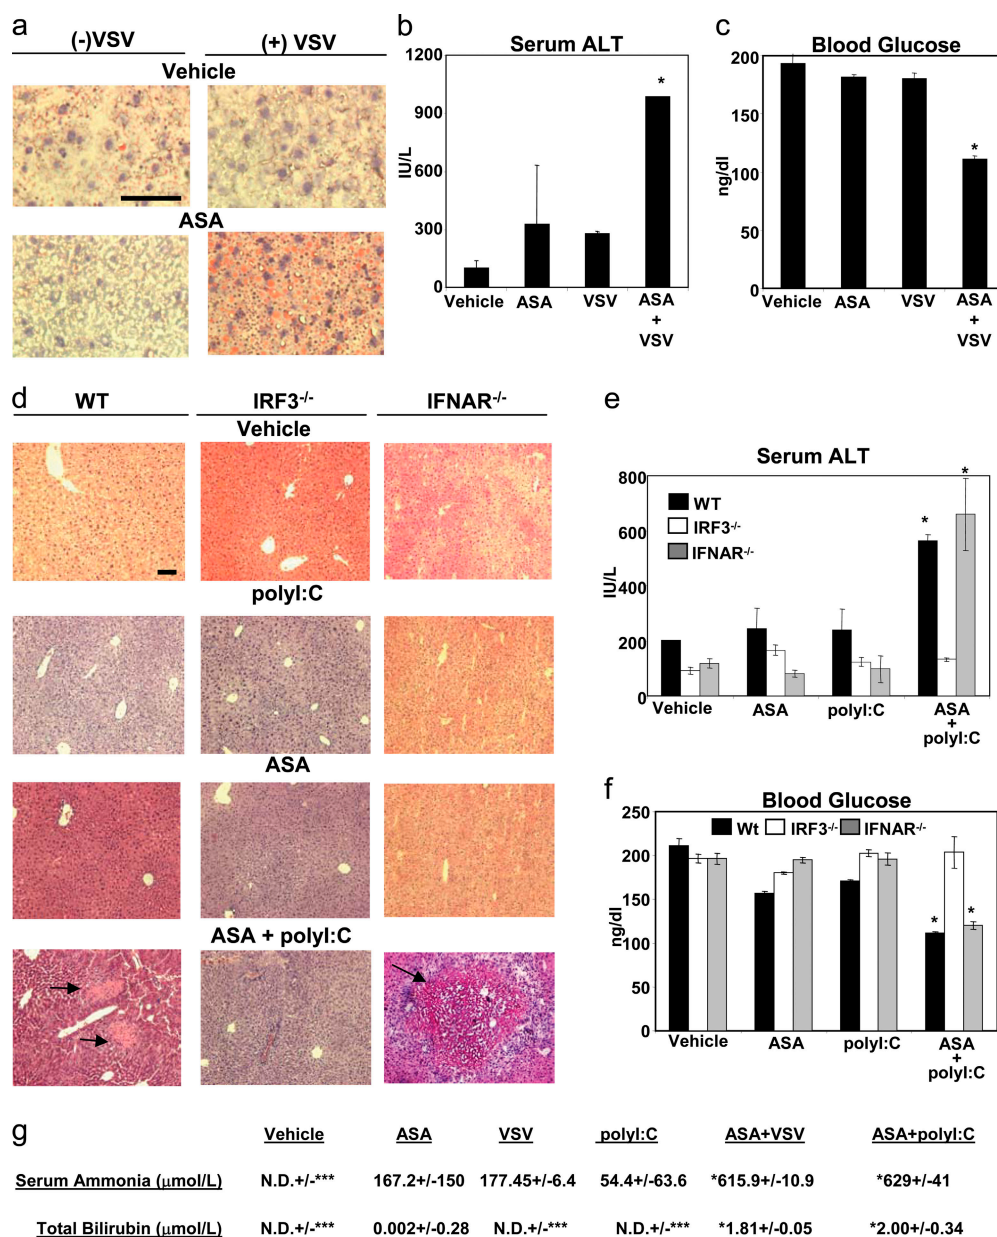 a
(-)VSV (+) VSV
Vehicle
ASA
b
Serum ALT
1200
900
600
300
0
IU/L
*
Vehicle ASA VSV ASA
+
VSV
c
Blood Glucose
200
150
100
50
0
ng/dl
*
Vehicle ASA VSV ASA
+
VSV
d
WT IRF3-/- IFNAR-/-
Vehicle
polyI:C
ASA
ASA + polyI:C
e
Serum ALT
800
600
400
200
0
IU/L
WT
IRF3-/-
IFNAR-/-
* *
Vehicle ASA polyI:C ASA
+
polyI:C
f
Blood Glucose
Wt IRF3-/- IFNAR-/-
250
200
150
100
50
0
ng/dl
* *
Vehicle ASA polyI:C ASA
+
polyI:C
g
Vehicle ASA VSV polyI:C ASA+VSV ASA+polyI:C
Serum Ammonia (μmol/L) N.D.+/-*** 167.2+/-150 177.45+/-6.4 54.4+/-63.6 *615.9+/-10.9 *629+/-41
Total Bilirubin (μmol/L) N.D.+/-*** 0.002+/-0.28 N.D.+/-*** N.D.+/-*** *1.81+/-0.05 *2.00+/-0.34